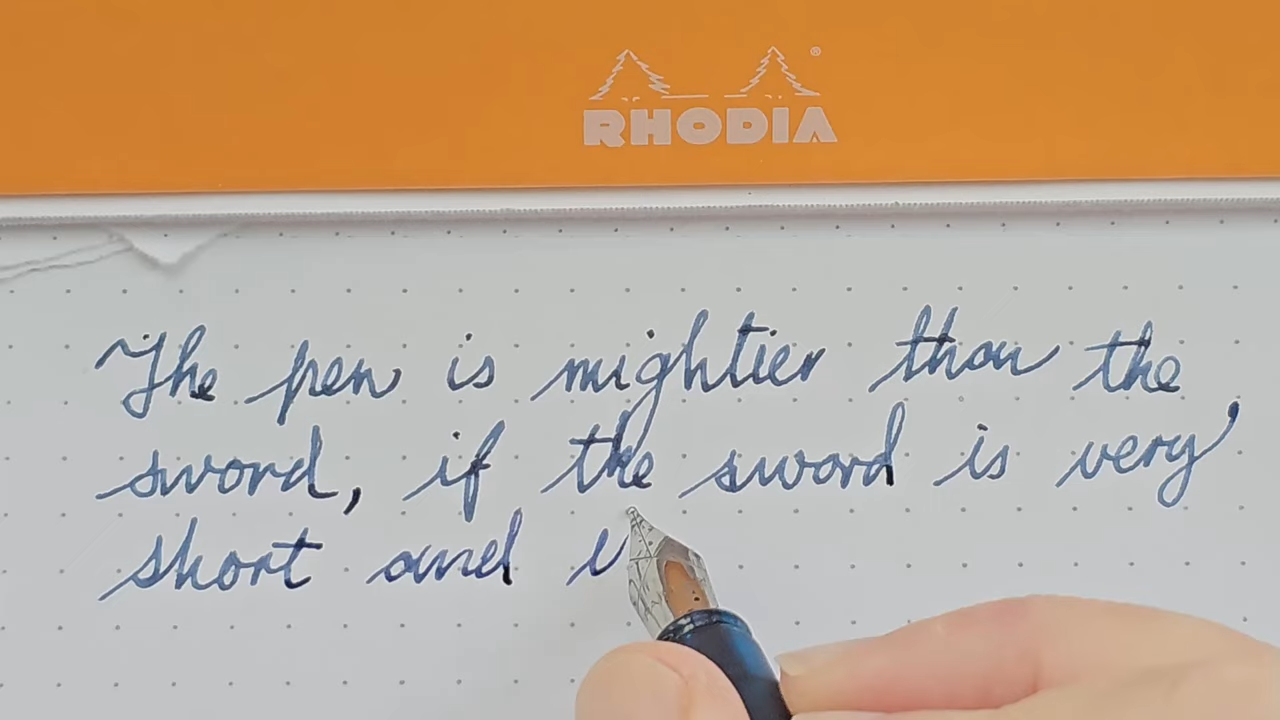 RHODIA
The pen is mightier than the
sword, if the sword is very
short and